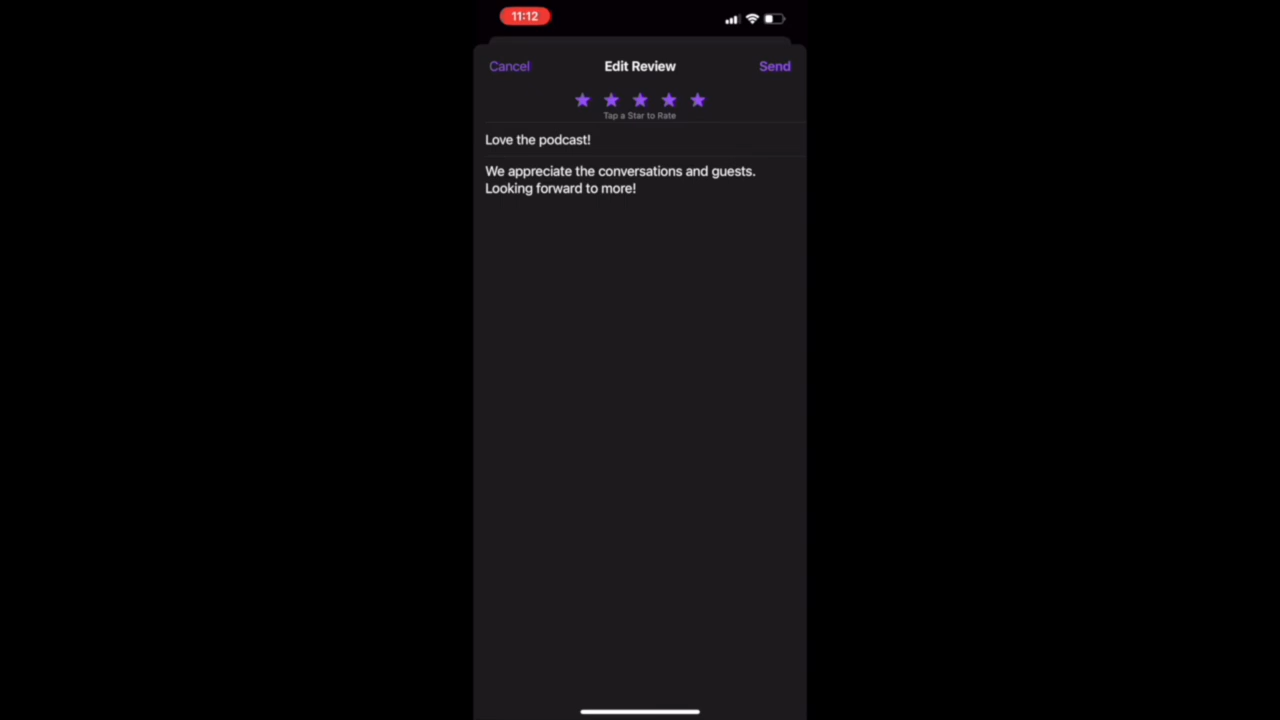 11:12
Cancel Edit Review Send
Tap a Star to Rate
Love the podcast!
We appreciate the conversations and guests.
Looking forward to more!